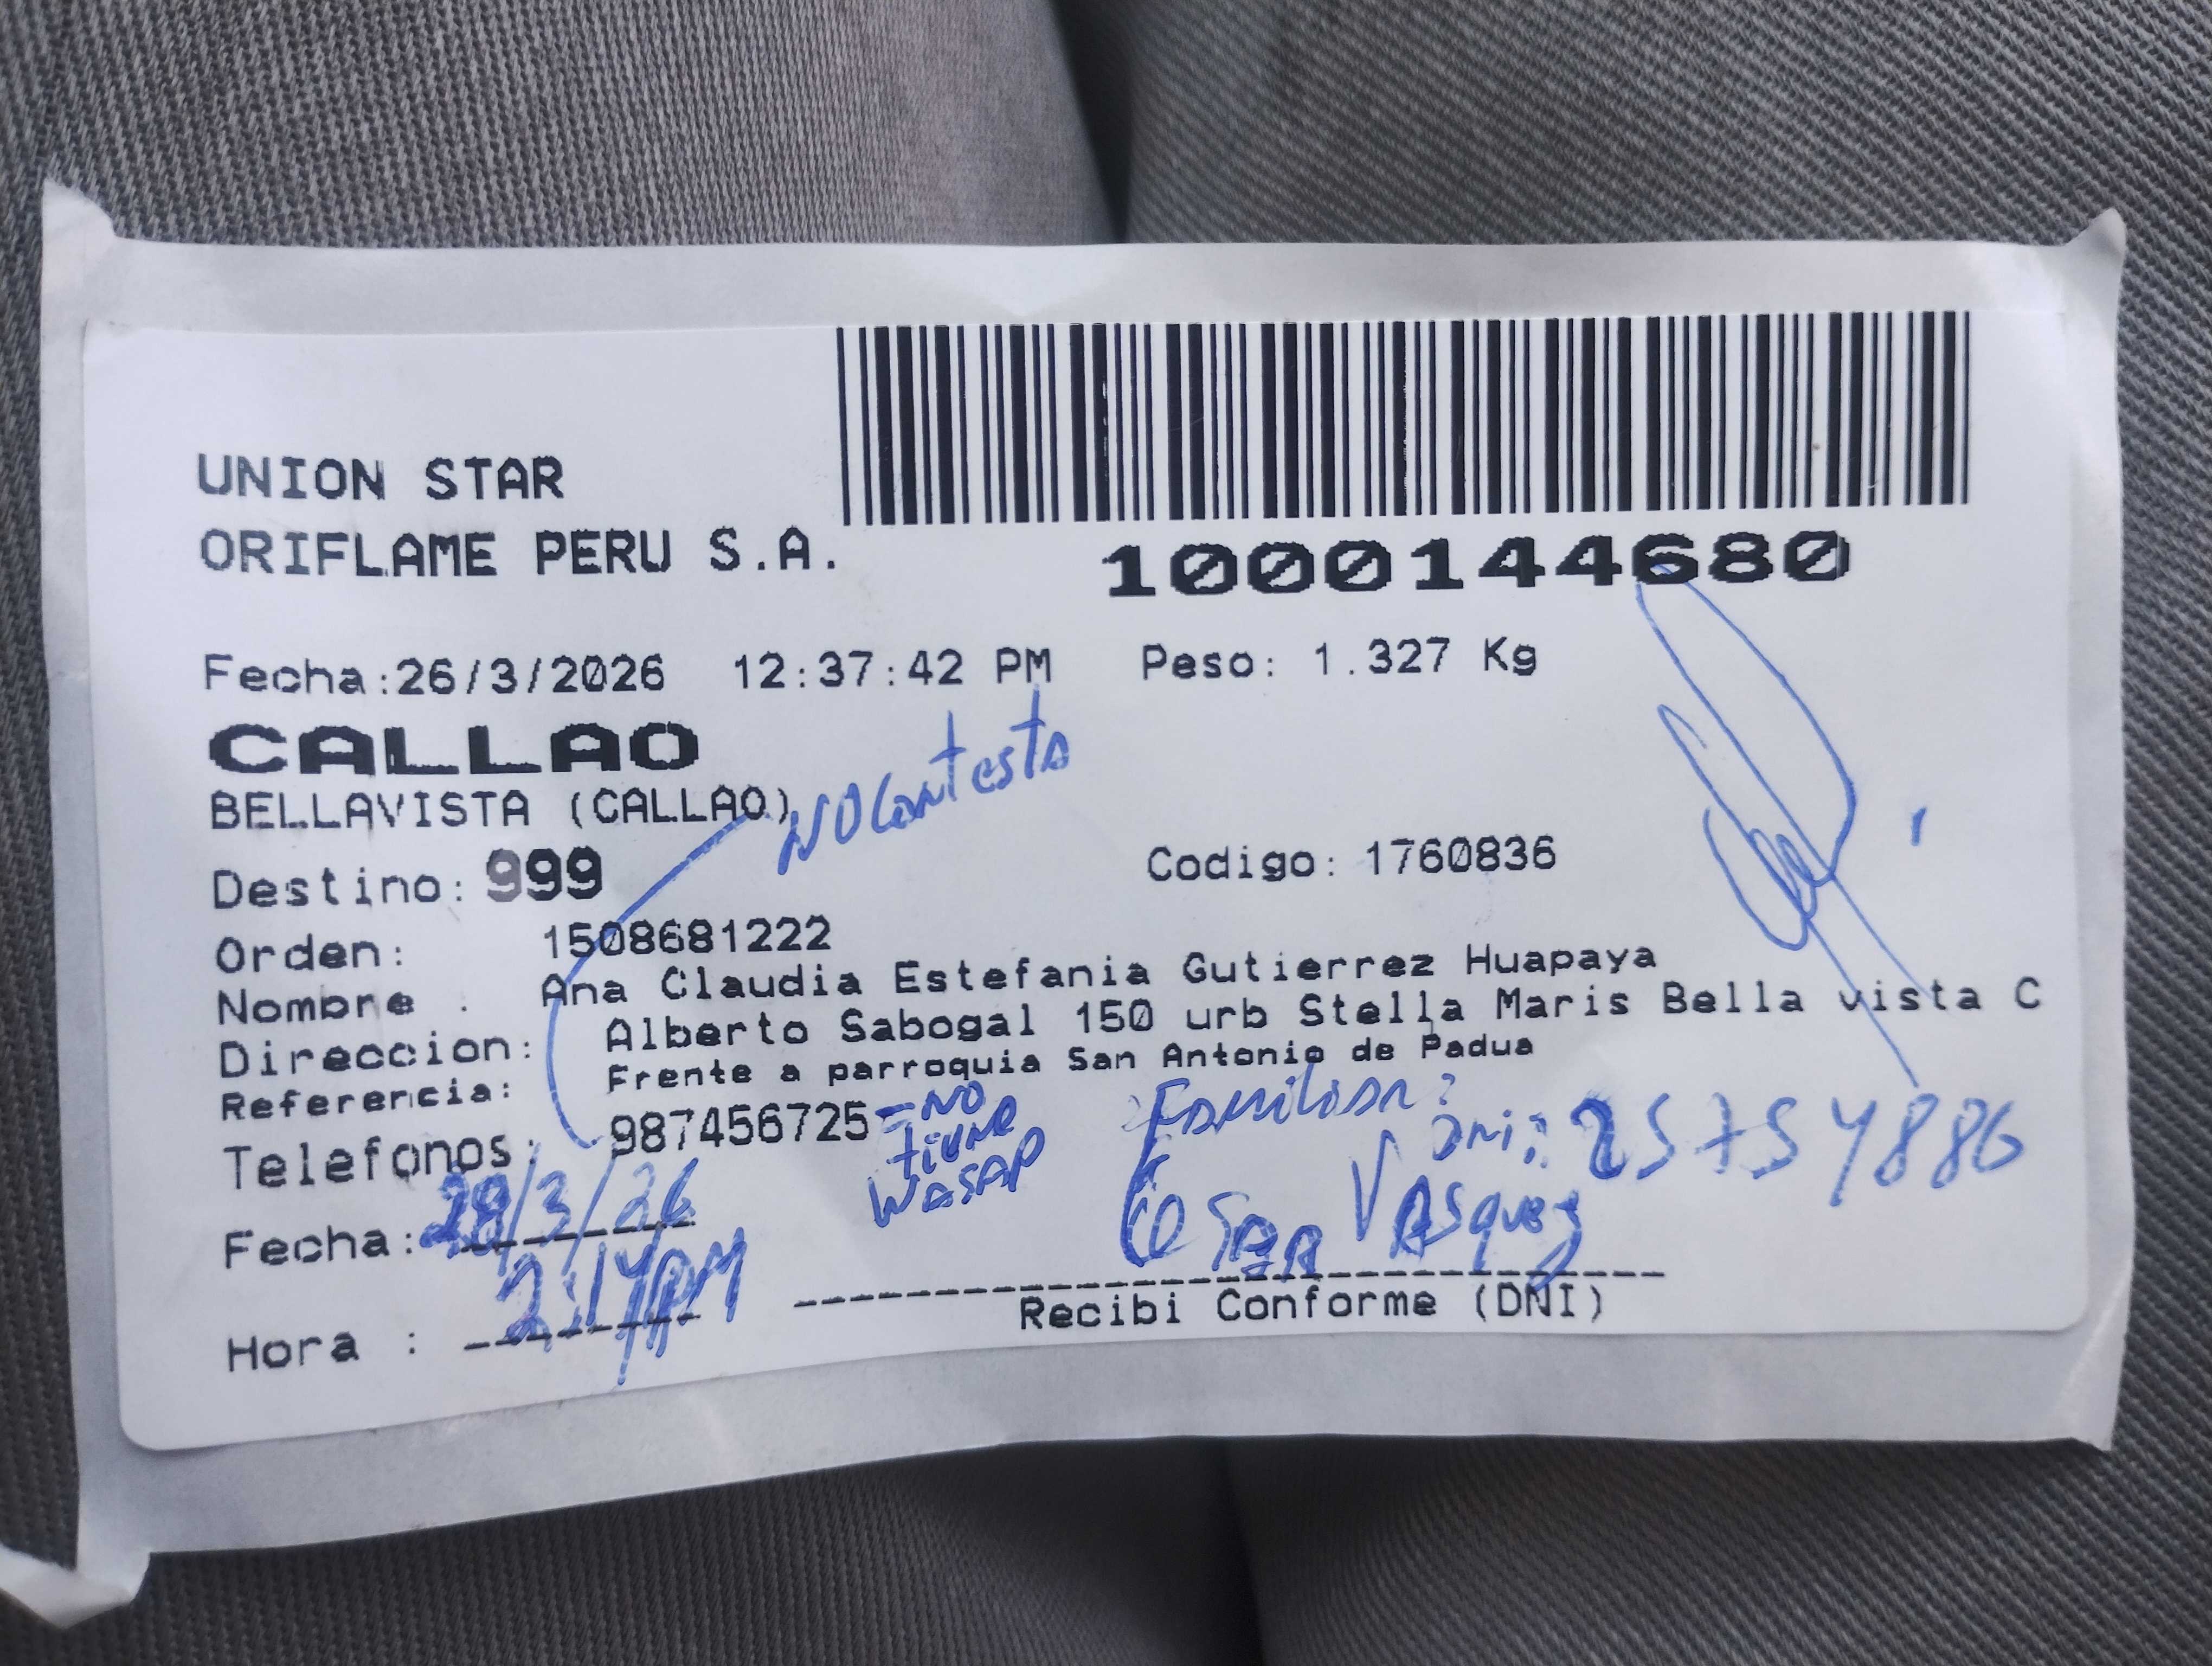 UNION STAR
ORIFLAME PERU S.A.
1000144680
Fecha:26/3/2026 12:37:42 PM Peso: 1.327 Kg
CALLAO
NO Contesta
BELLAVISTA (CALLAO)
Destino: 999 Codigo: 1760836
Orden: 1508681222
Nombre : Ana Claudia Estefania Gutierrez Huapaya
Direccion: Alberto Sabogal 150 urb Stella Maris Bella vista C
Referencia: Frente a parroquia San Antonio de Padua
Telefonos: 987456725 - NO
tiene
WASAP
Familiar:
DNI: 25754886
Fecha: 28/3/26
Vasquez
Hora : 2:14 PM
Recibi Conforme (DNI)